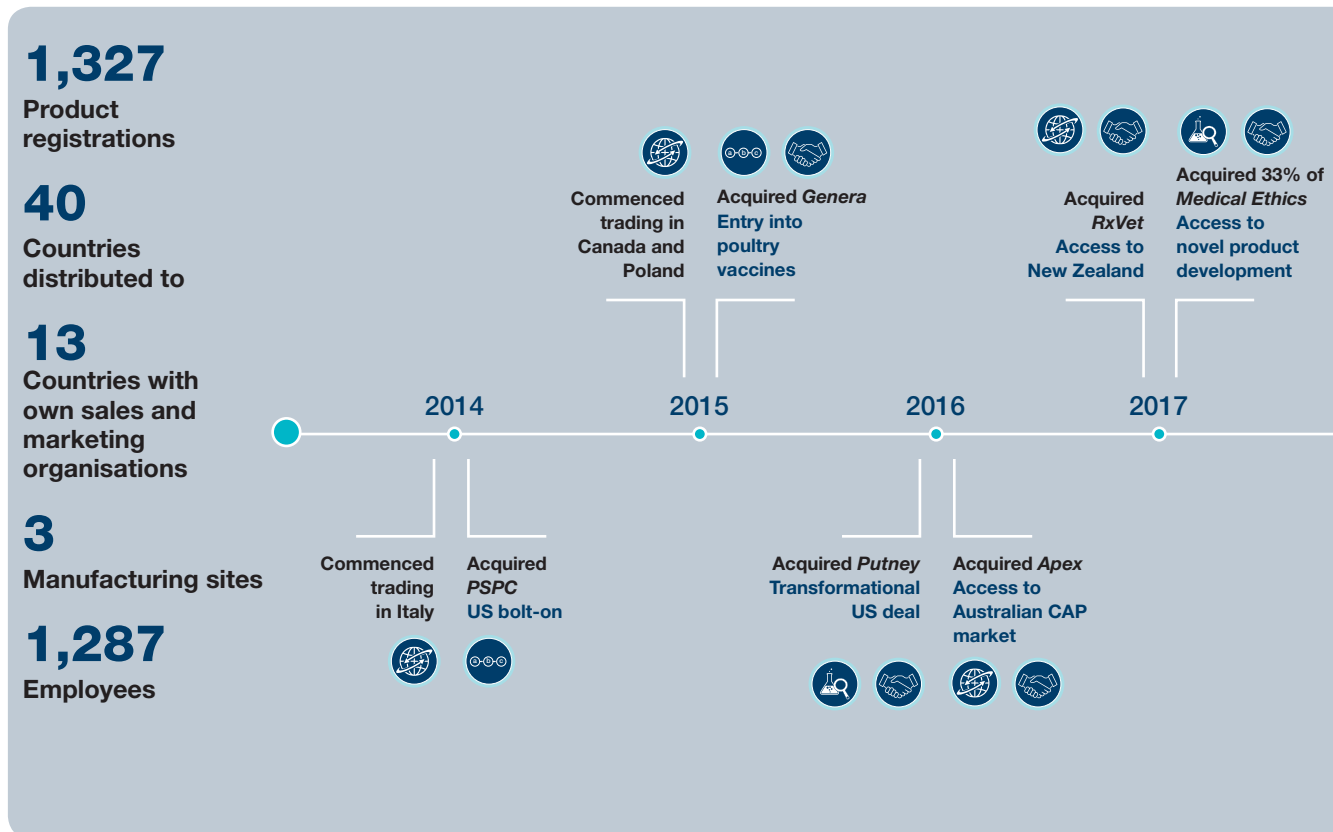 1,327
Product
registrations
40
Countries
distributed to
13
Countries with
own sales and
marketing
organisations
3
Manufacturing sites
1,287
Employees
Commenced
trading in
Canada and
Poland
a-b-c
Acquired Genera
Entry into
poultry
vaccines
Acquired
RxVet
Access to
New Zealand
Acquired 33% of
Medical Ethics
Access to
novel product
development
2014
2015
2016
2017
Commenced
trading
in Italy
Acquired
PSPC
US bolt-on
a-b-c
Acquired Putney
Transformational
US deal
Acquired Apex
Access to
Australian CAP
market